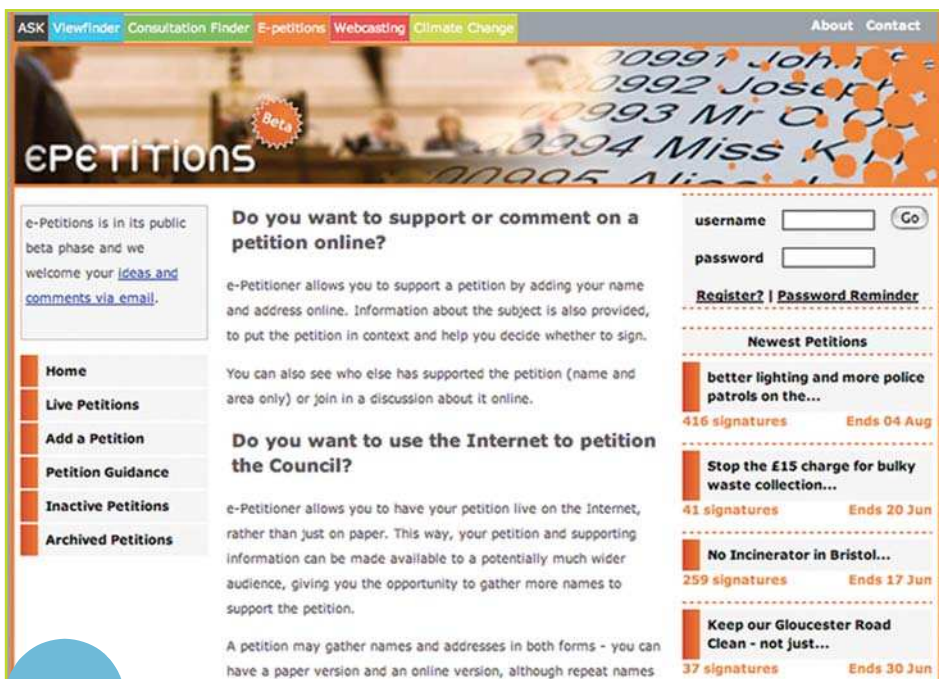 ASK Viewfinder Consultation Finder E-petitions Webcasting Climate Change
About Contact
00991 John
00992 Joseph
00993 Mr O
00994 Miss K
00995
Beta
ePetitions
e-Petitions is in its public
beta phase and we
welcome your ideas and
comments via email.
Home
Live Petitions
Add a Petition
Petition Guidance
Inactive Petitions
Archived Petitions
Do you want to support or comment on a
petition online?
e-Petitioner allows you to support a petition by adding your name
and address online. Information about the subject is also provided,
to put the petition in context and help you decide whether to sign.
You can also see who else has supported the petition (name and
area only) or join in a discussion about it online.
Do you want to use the Internet to petition
the Council?
e-Petitioner allows you to have your petition live on the Internet,
rather than just on paper. This way, your petition and supporting
information can be made available to a potentially much wider
audience, giving you the opportunity to gather more names to
support the petition.
A petition may gather names and addresses in both forms - you can
have a paper version and an online version, although repeat names
username
Go
password
Register? | Password Reminder
Newest Petitions
better lighting and more police
patrols on the...
416 signatures Ends 04 Aug
Stop the £15 charge for bulky
waste collection...
41 signatures Ends 20 Jun
No Incinerator in Bristol...
259 signatures Ends 17 Jun
Keep our Gloucester Road
Clean - not just...
37 signatures Ends 30 Jun